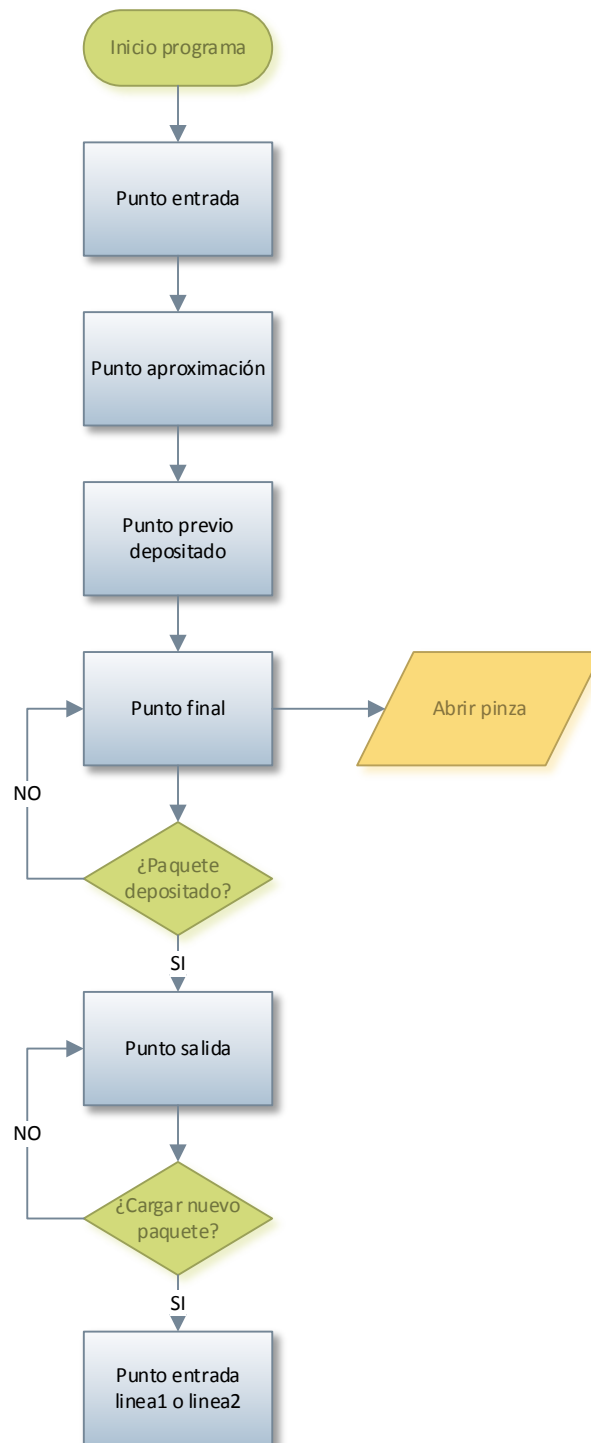 Inicio programa
Punto entrada
Punto aproximación
Punto previo
depositado
Punto final
Abrir pinza
NO
¿Paquete
depositado?
SI
Punto salida
NO
¿Cargar nuevo
paquete?
SI
Punto entrada
linea1 o linea2